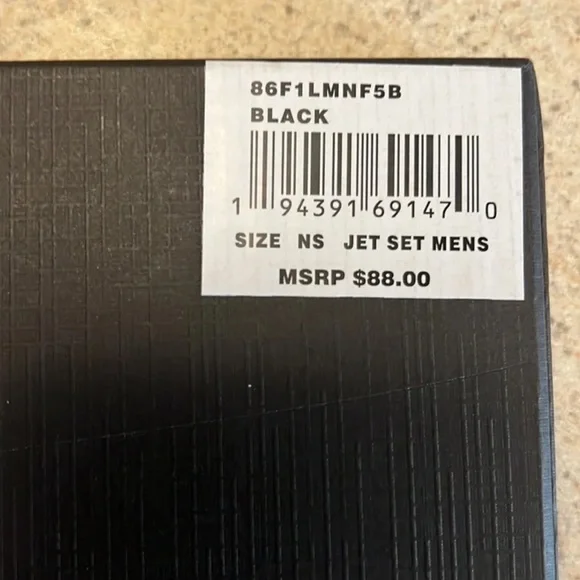 86F1LMNF5B
BLACK
1 94391 69147 0
SIZE NS JET SET MENS
MSRP $88.00